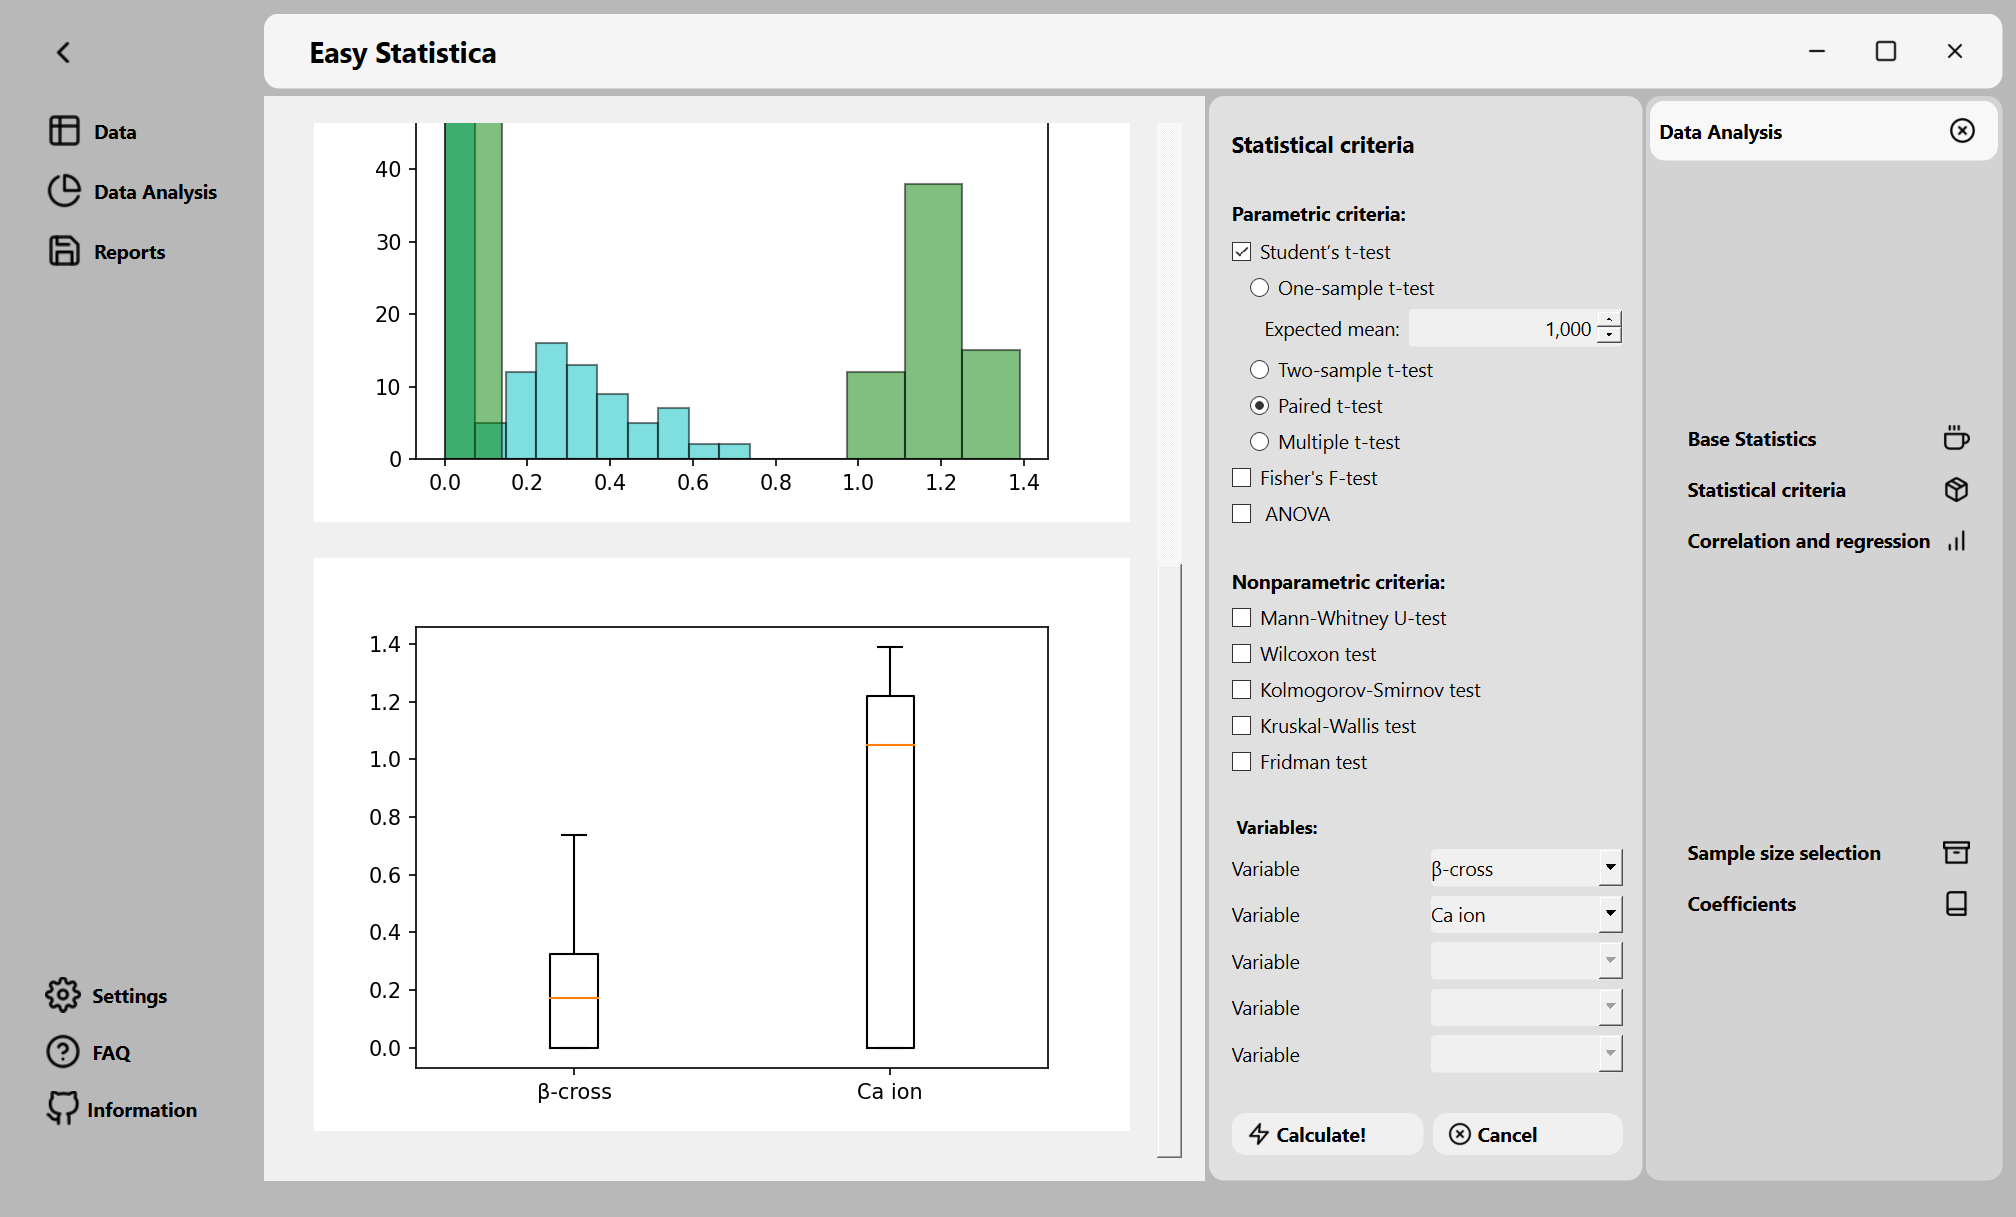 Easy Statistica
Data
Data Analysis
Reports
Settings
FAQ
Information
40
30
20
10
0
0.0 0.2 0.4 0.6 0.8 1.0 1.2 1.4
1.4
1.2
1.0
0.8
0.6
0.4
0.2
0.0
β-cross Ca ion
Statistical criteria
Parametric criteria:
Student’s t-test
One-sample t-test
Expected mean: 1,000
Two-sample t-test
Paired t-test
Multiple t-test
Fisher's F-test
ANOVA
Nonparametric criteria:
Mann-Whitney U-test
Wilcoxon test
Kolmogorov-Smirnov test
Kruskal-Wallis test
Fridman test
Variables:
Variable β-cross
Variable Ca ion
Variable
Variable
Variable
Calculate! Cancel
Data Analysis
Base Statistics
Statistical criteria
Correlation and regression
Sample size selection
Coefficients